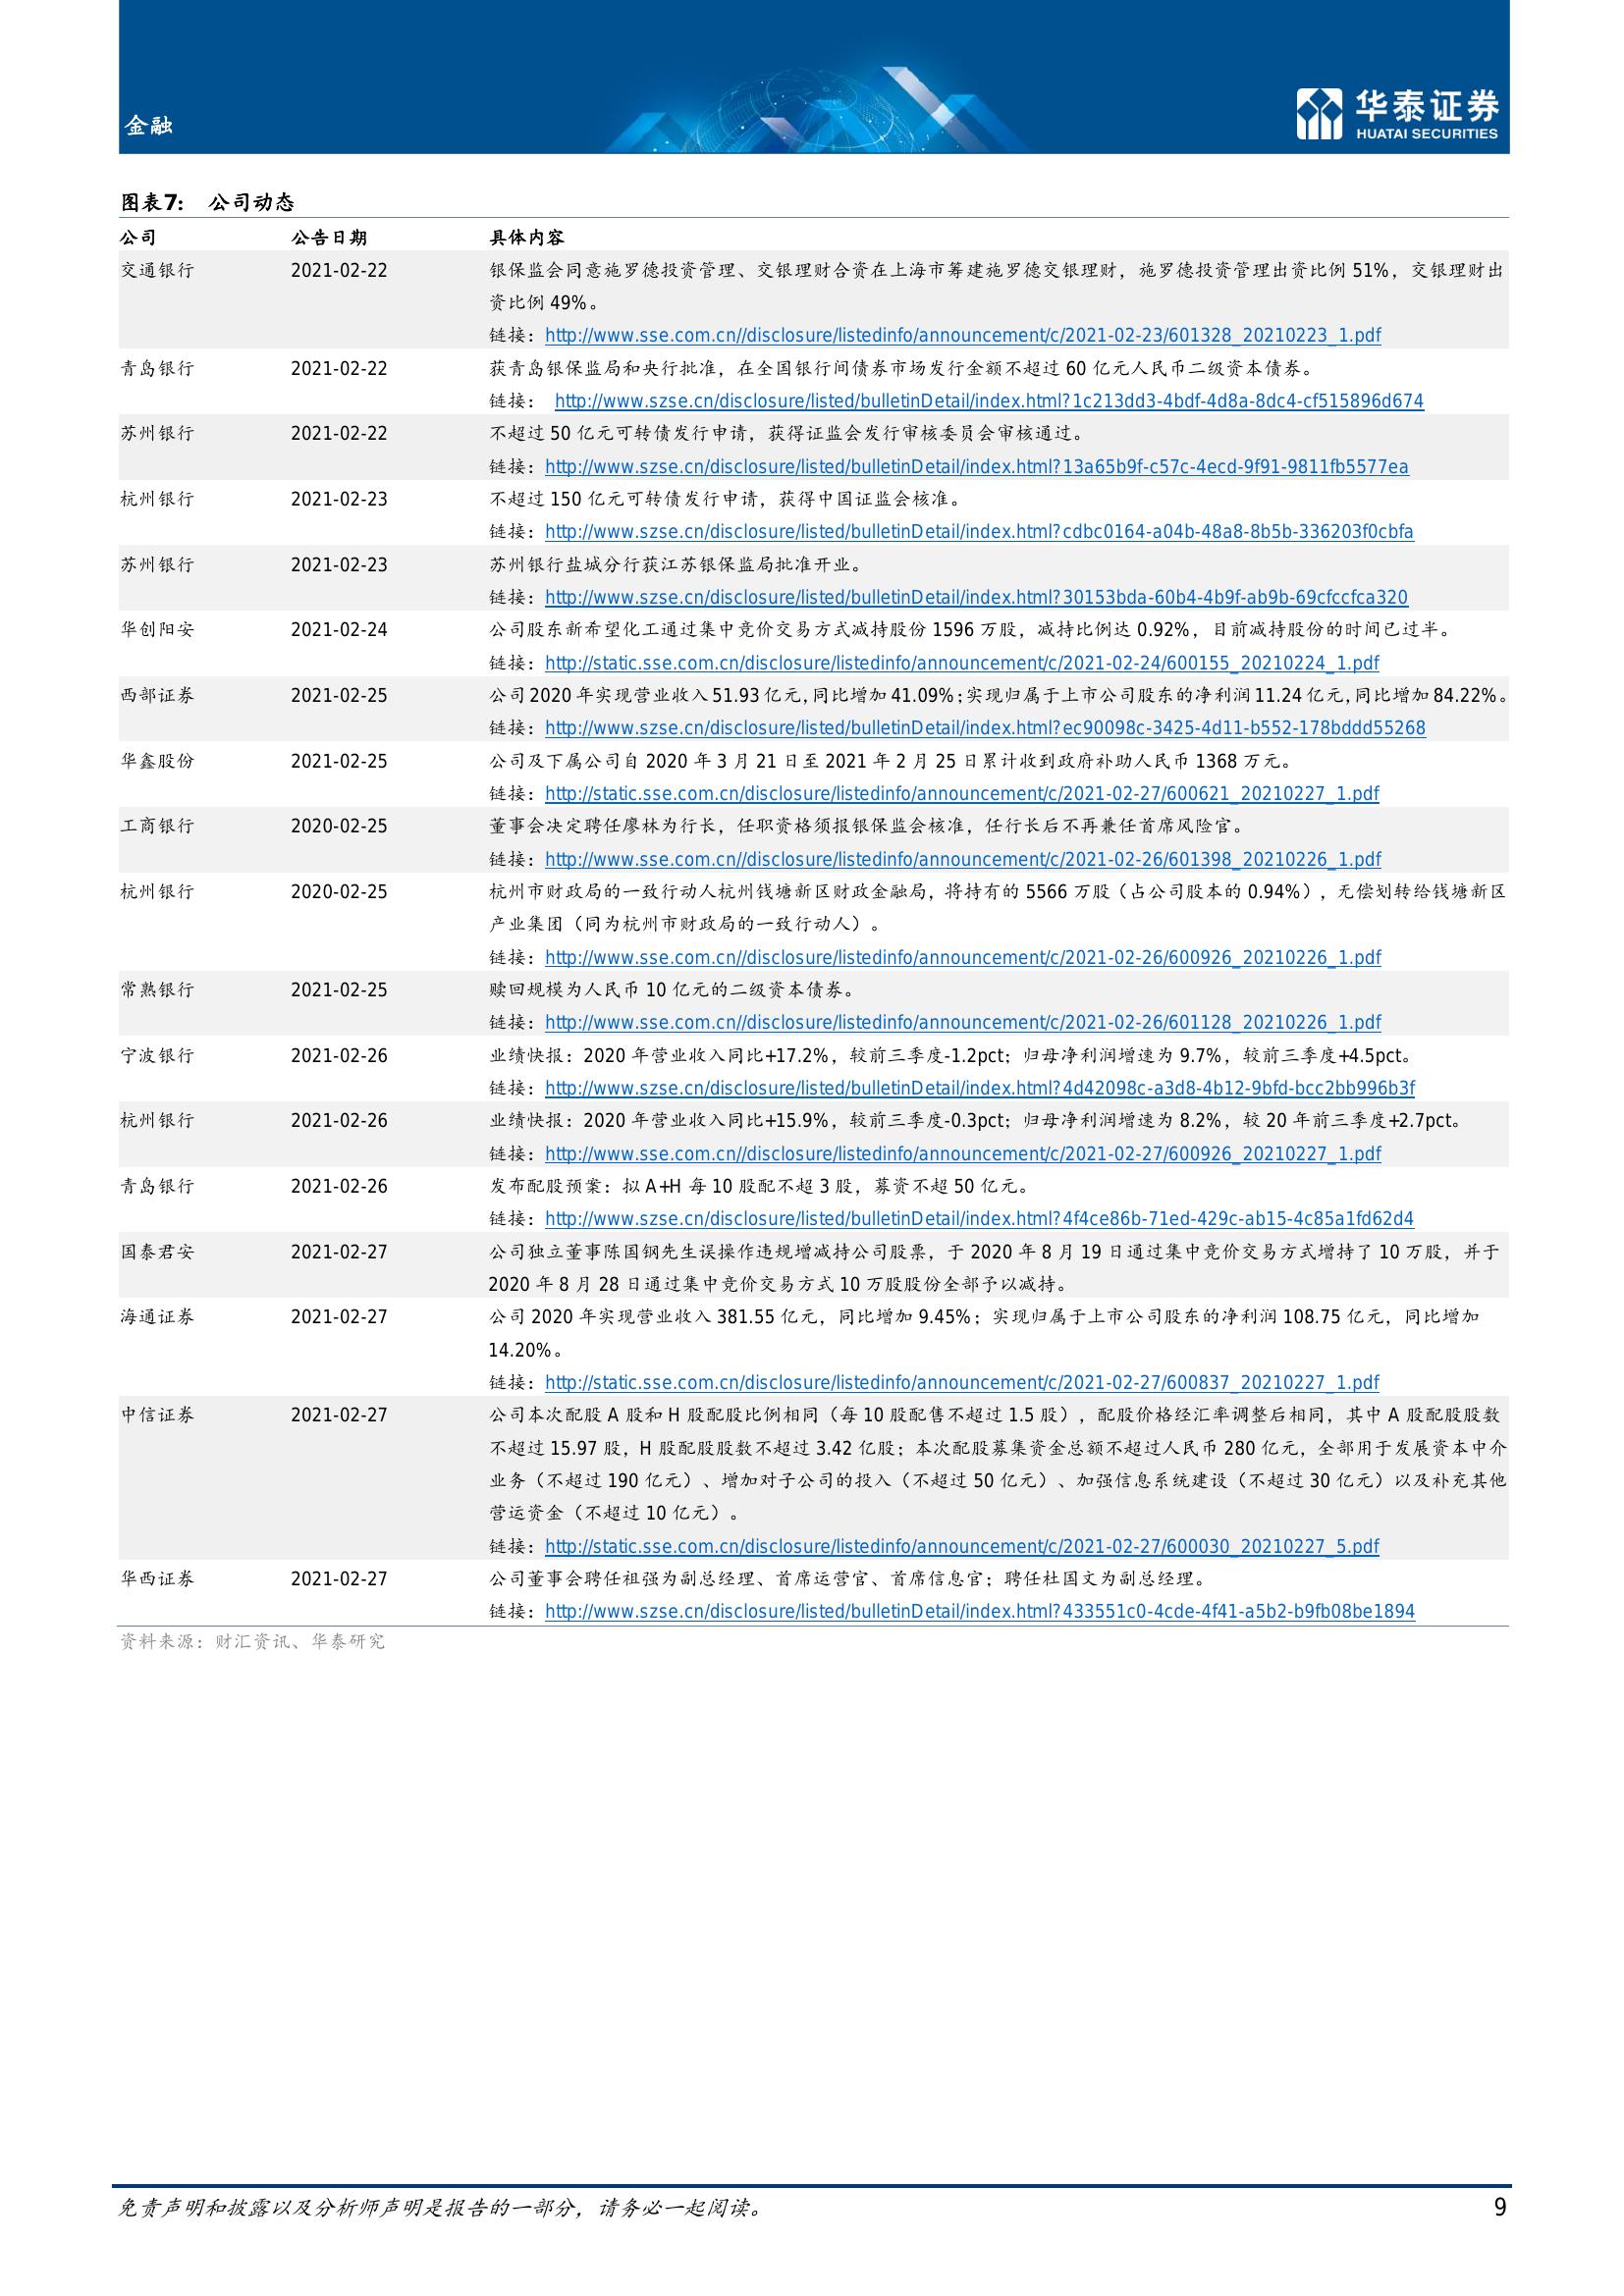 金融
华泰证券
HUATAI SECURITIES
图表7： 公司动态
公司 公告日期 具体内容
交通银行 2021-02-22 银保监会同意施罗德投资管理、交银理财合资在上海市筹建施罗德交银理财，施罗德投资管理出资比例 51%，交银理财出
资比例 49%。
链接：http://www.sse.com.cn//disclosure/listedinfo/announcement/c/2021-02-23/601328_20210223_1.pdf
青岛银行 2021-02-22 获青岛银保监局和央行批准，在全国银行间债券市场发行金额不超过 60 亿元人民币二级资本债券。
链接： http://www.szse.cn/disclosure/listed/bulletinDetail/index.html?1c213dd3-4bdf-4d8a-8dc4-cf515896d674
苏州银行 2021-02-22 不超过 50 亿元可转债发行申请，获得证监会发行审核委员会审核通过。
链接：http://www.szse.cn/disclosure/listed/bulletinDetail/index.html?13a65b9f-c57c-4ecd-9f91-9811fb5577ea
杭州银行 2021-02-23 不超过 150 亿元可转债发行申请，获得中国证监会核准。
链接：http://www.szse.cn/disclosure/listed/bulletinDetail/index.html?cdbc0164-a04b-48a8-8b5b-336203f0cbfa
苏州银行 2021-02-23 苏州银行盐城分行获江苏银保监局批准开业。
链接：http://www.szse.cn/disclosure/listed/bulletinDetail/index.html?30153bda-60b4-4b9f-ab9b-69cfccfca320
华创阳安 2021-02-24 公司股东新希望化工通过集中竞价交易方式减持股份 1596 万股，减持比例达 0.92%，目前减持股份的时间已过半。
链接：http://static.sse.com.cn/disclosure/listedinfo/announcement/c/2021-02-24/600155_20210224_1.pdf
西部证券 2021-02-25 公司 2020 年实现营业收入 51.93 亿元，同比增加 41.09%；实现归属于上市公司股东的净利润 11.24 亿元，同比增加 84.22%。
链接：http://www.szse.cn/disclosure/listed/bulletinDetail/index.html?ec90098c-3425-4d11-b552-178bddd55268
华鑫股份 2021-02-25 公司及下属公司自 2020 年 3 月 21 日至 2021 年 2 月 25 日累计收到政府补助人民币 1368 万元。
链接：http://static.sse.com.cn/disclosure/listedinfo/announcement/c/2021-02-27/600621_20210227_1.pdf
工商银行 2020-02-25 董事会决定聘任廖林为行长，任职资格须报银保监会核准，任行长后不再兼任首席风险官。
链接：http://www.sse.com.cn//disclosure/listedinfo/announcement/c/2021-02-26/601398_20210226_1.pdf
杭州银行 2020-02-25 杭州市财政局的一致行动人杭州钱塘新区财政金融局，将持有的 5566 万股（占公司股本的 0.94%），无偿划转给钱塘新区
产业集团（同为杭州市财政局的一致行动人）。
链接：http://www.sse.com.cn//disclosure/listedinfo/announcement/c/2021-02-26/600926_20210226_1.pdf
常熟银行 2021-02-25 赎回规模为人民币 10 亿元的二级资本债券。
链接：http://www.sse.com.cn//disclosure/listedinfo/announcement/c/2021-02-26/601128_20210226_1.pdf
宁波银行 2021-02-26 业绩快报：2020 年营业收入同比+17.2%，较前三季度-1.2pct；归母净利润增速为 9.7%，较前三季度+4.5pct。
链接：http://www.szse.cn/disclosure/listed/bulletinDetail/index.html?4d42098c-a3d8-4b12-9bfd-bcc2bb996b3f
杭州银行 2021-02-26 业绩快报：2020 年营业收入同比+15.9%，较前三季度-0.3pct；归母净利润增速为 8.2%，较 20 年前三季度+2.7pct。
链接：http://www.sse.com.cn//disclosure/listedinfo/announcement/c/2021-02-27/600926_20210227_1.pdf
青岛银行 2021-02-26 发布配股预案：拟 A+H 每 10 股配不超 3 股，募资不超 50 亿元。
链接：http://www.szse.cn/disclosure/listed/bulletinDetail/index.html?4f4ce86b-71ed-429c-ab15-4c85a1fd62d4
国泰君安 2021-02-27 公司独立董事陈国钢先生误操作违规增减持公司股票，于 2020 年 8 月 19 日通过集中竞价交易方式增持了 10 万股，并于
2020 年 8 月 28 日通过集中竞价交易方式 10 万股股份全部予以减持。
海通证券 2021-02-27 公司 2020 年实现营业收入 381.55 亿元，同比增加 9.45%；实现归属于上市公司股东的净利润 108.75 亿元，同比增加
14.20%。
链接：http://static.sse.com.cn/disclosure/listedinfo/announcement/c/2021-02-27/600837_20210227_1.pdf
中信证券 2021-02-27 公司本次配股 A 股和 H 股配股比例相同（每 10 股配售不超过 1.5 股），配股价格经汇率调整后相同，其中 A 股配股股数
不超过 15.97 股，H 股配股股数不超过 3.42 亿股；本次配股募集资金总额不超过人民币 280 亿元，全部用于发展资本中介
业务（不超过 190 亿元）、增加对子公司的投入（不超过 50 亿元）、加强信息系统建设（不超过 30 亿元）以及补充其他
营运资金（不超过 10 亿元）。
链接：http://static.sse.com.cn/disclosure/listedinfo/announcement/c/2021-02-27/600030_20210227_5.pdf
华西证券 2021-02-27 公司董事会聘任祖强为副总经理、首席运营官、首席信息官；聘任杜国文为副总经理。
链接：http://www.szse.cn/disclosure/listed/bulletinDetail/index.html?433551c0-4cde-4f41-a5b2-b9fb08be1894
资料来源：财汇资讯、华泰研究
免责声明和披露以及分析师声明是报告的一部分，请务必一起阅读。 9